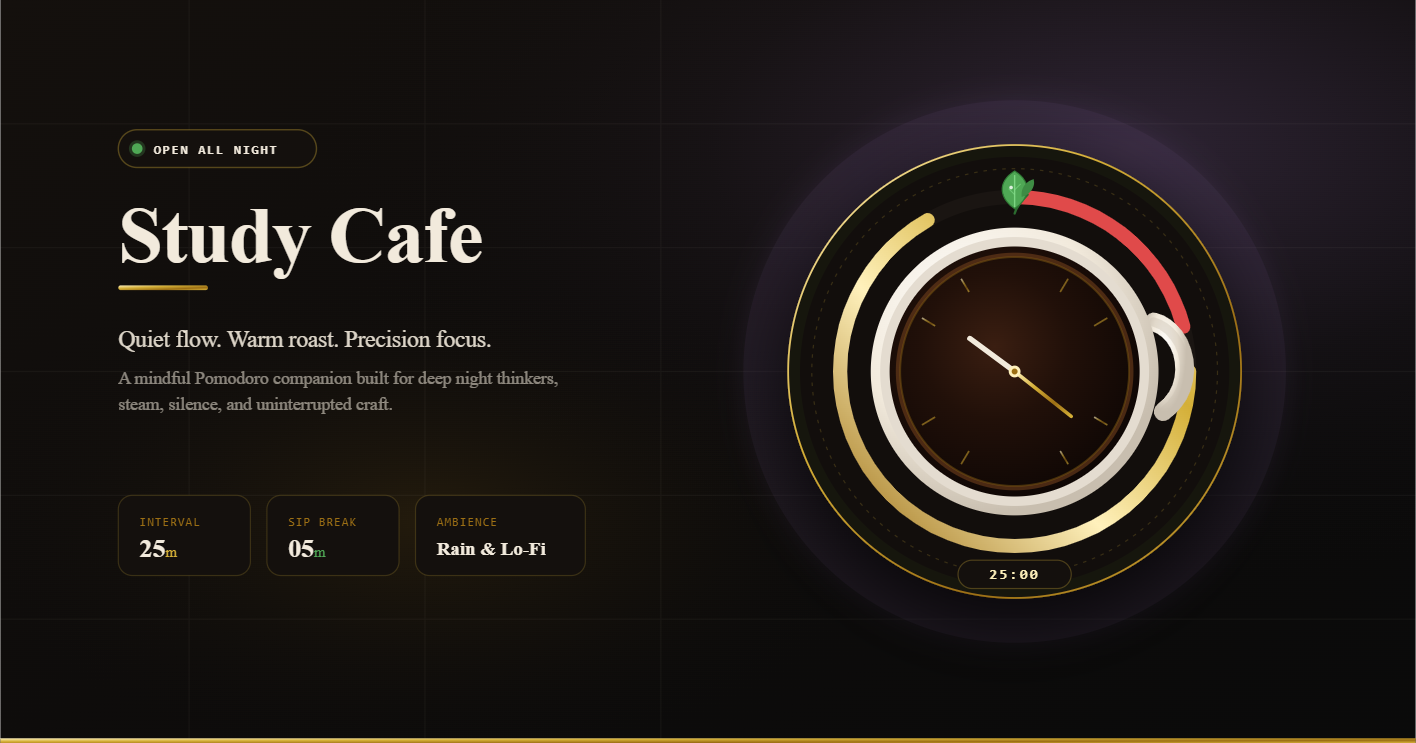 OPEN ALL NIGHT
Study Cafe
Quiet flow. Warm roast. Precision focus.
A mindful Pomodoro companion built for deep night thinkers,
steam, silence, and uninterrupted craft.
INTERVAL
25m
SIP BREAK
05m
AMBIENCE
Rain & Lo-Fi
25:00